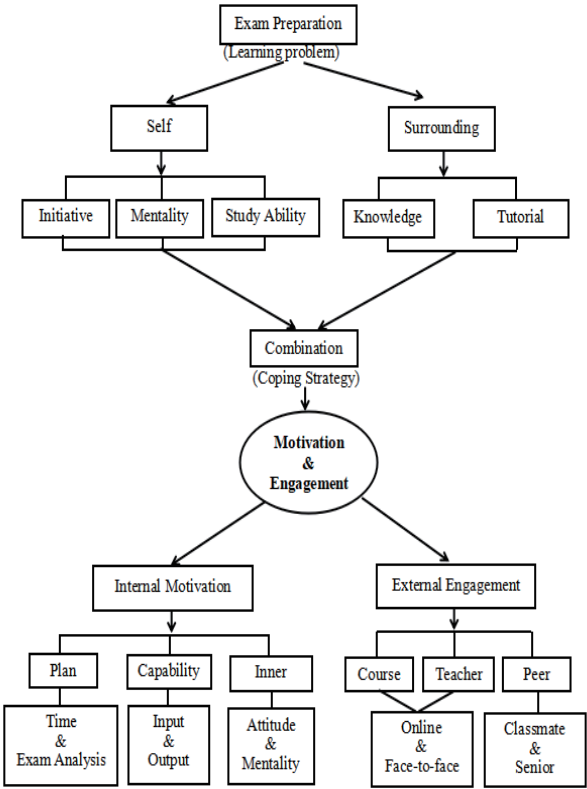 Exam Preparation
(Learning problem)
Self
Surrounding
Initiative
Mentality
Study Ability
Knowledge
Tutorial
Combination
(Coping Strategy)
Motivation
&
Engagement
Internal Motivation
External Engagement
Plan
Capability
Inner
Course
Teacher
Peer
Time
&
Exam Analysis
Input
&
Output
Attitude
&
Mentality
Online
&
Face-to-face
Classmate
&
Senior